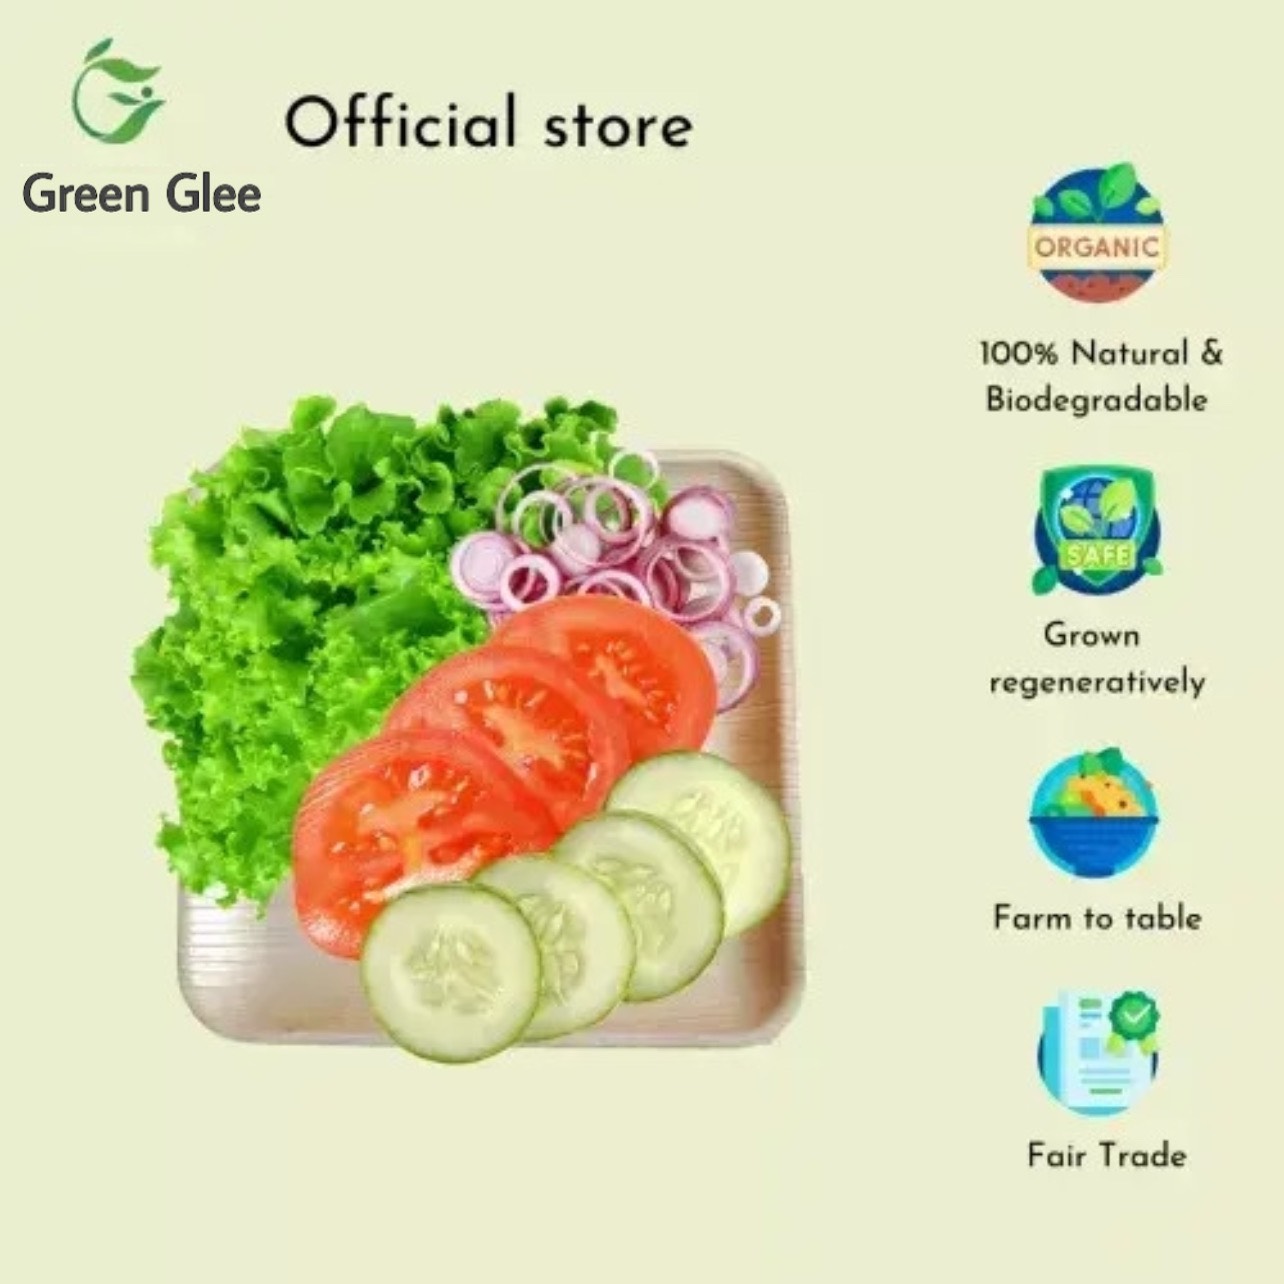 Official store
Green Glee
ORGANIC
100% Natural &
Biodegradable
SAFE
Grown
regeneratively
Farm to table
Fair Trade